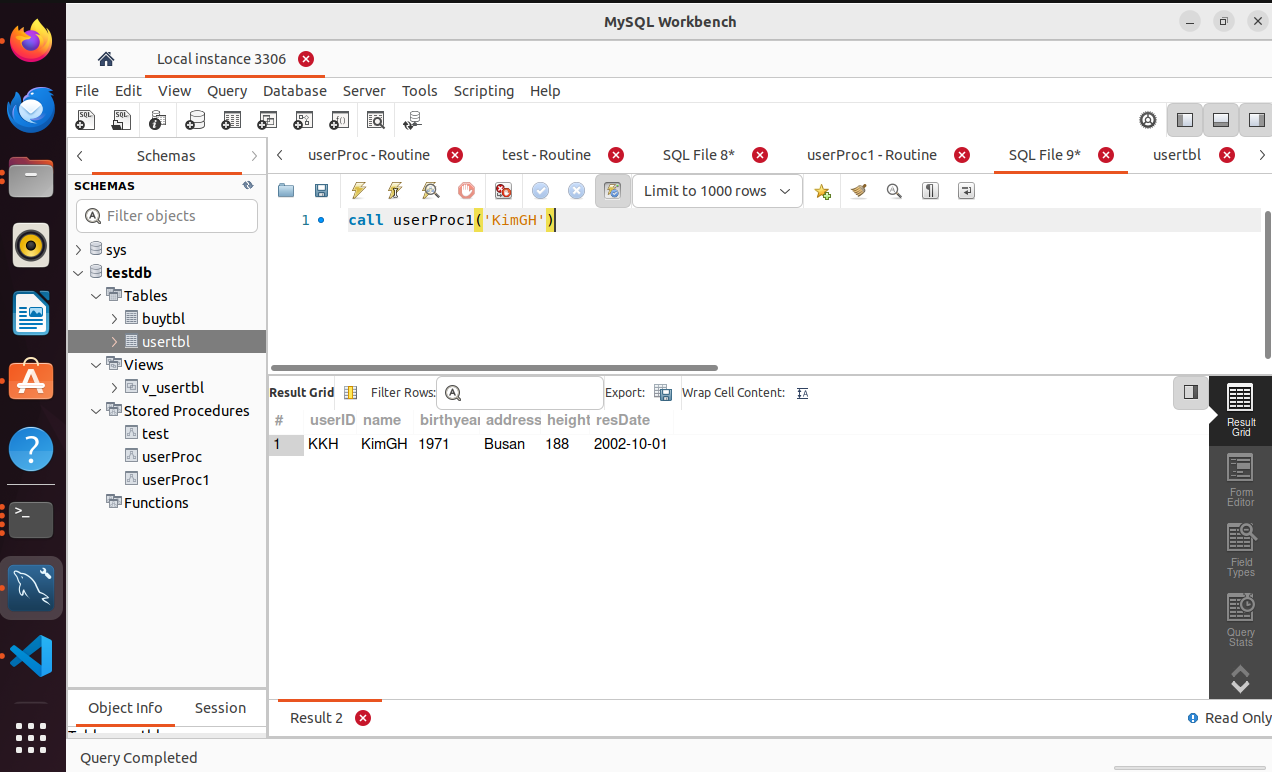 MySQL Workbench
Local instance 3306
File Edit View Query Database Server Tools Scripting Help
Schemas
userProc - Routine test - Routine SQL File 8* userProc1 - Routine SQL File 9* usertbl
SCHEMAS
Limit to 1000 rows
Filter objects
1 call userProc1('KimGH')
sys
testdb
Tables
buytbl
usertbl
Views
v_usertbl
Stored Procedures
test
userProc
userProc1
Functions
Result Grid Filter Rows: Export: Wrap Cell Content:
# userID name birthyear address height resDate
1 KKH KimGH 1971 Busan 188 2002-10-01
Result
Grid
Form
Editor
Field
Types
Query
Stats
Object Info Session
Result 2
Read Only
Query Completed